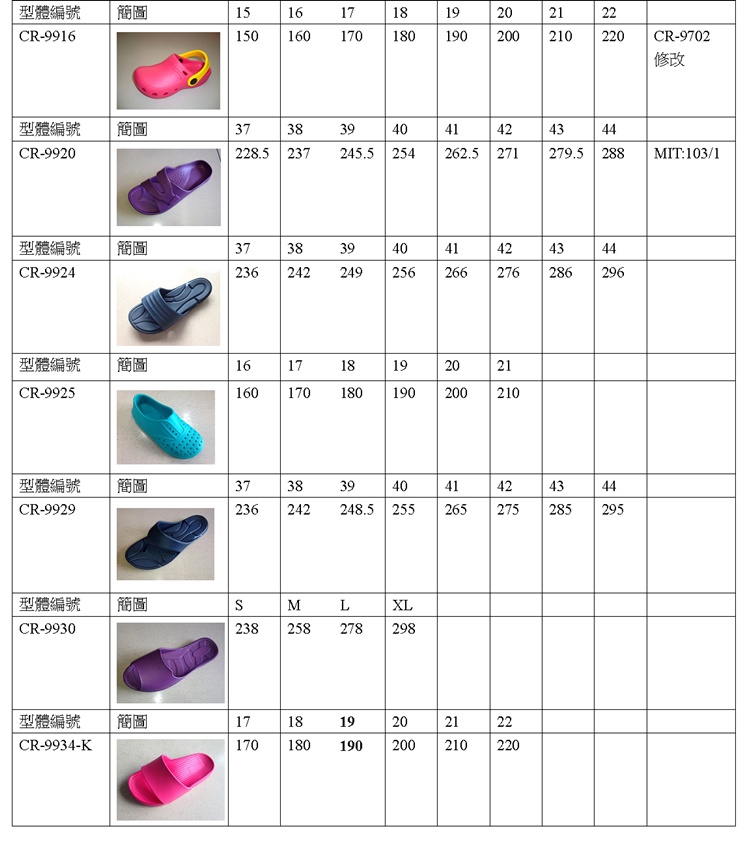 型體編號 簡圖 15 16 17 18 19 20 21 22
CR-9916 150 160 170 180 190 200 210 220 CR-9702
修改
型體編號 簡圖 37 38 39 40 41 42 43 44
CR-9920 228.5 237 245.5 254 262.5 271 279.5 288 MIT:103/1
型體編號 簡圖 37 38 39 40 41 42 43 44
CR-9924 236 242 249 256 266 276 286 296
型體編號 簡圖 16 17 18 19 20 21
CR-9925 160 170 180 190 200 210
型體編號 簡圖 37 38 39 40 41 42 43 44
CR-9929 236 242 248.5 255 265 275 285 295
型體編號 簡圖 S M L XL
CR-9930 238 258 278 298
型體編號 簡圖 17 18 19 20 21 22
CR-9934-K 170 180 190 200 210 220